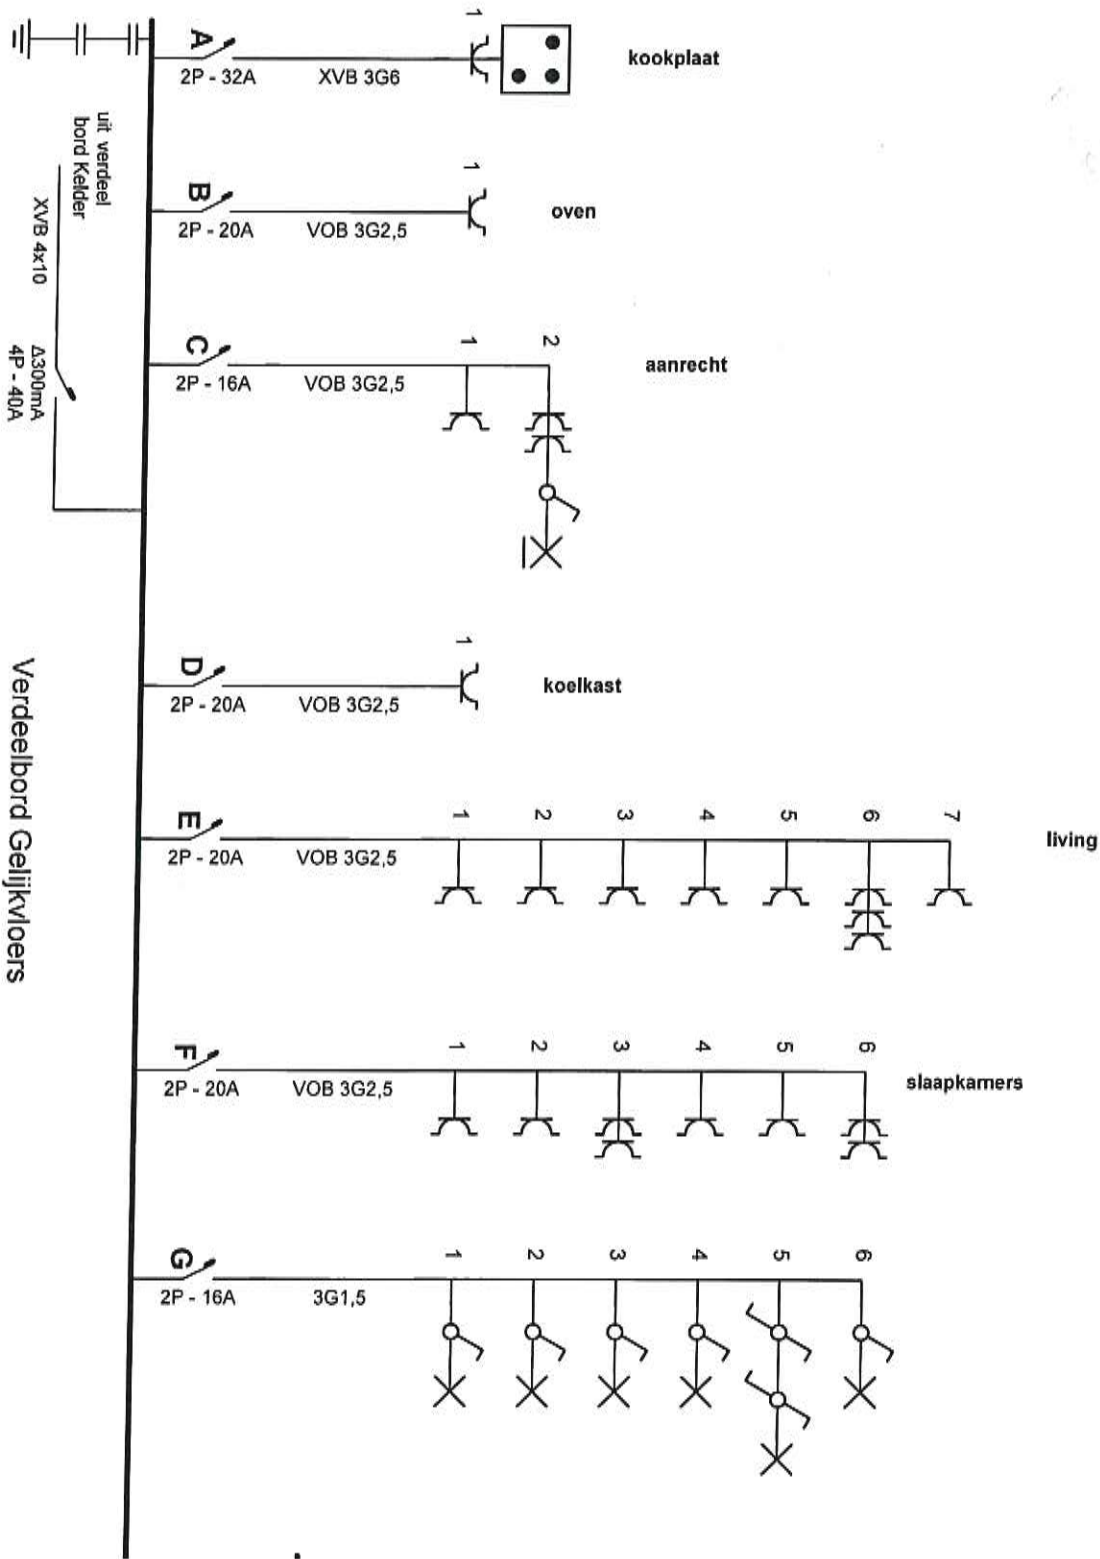 1
A
2P - 32A
XVB 3G6
kookplaat
uit verdeel
bord Kelder
XVB 4x10
Δ300mA
4P - 40A
1
B
2P - 20A
VOB 3G2,5
oven
C
2P - 16A
VOB 3G2,5
1
2
aanrecht
1
D
2P - 20A
VOB 3G2,5
koelkast
Verdeelbord Gelijkvloers
E
2P - 20A
VOB 3G2,5
1
2
3
4
5
6
7
living
F
2P - 20A
VOB 3G2,5
1
2
3
4
5
6
slaapkamers
G
2P - 16A
3G1,5
1
2
3
4
5
6